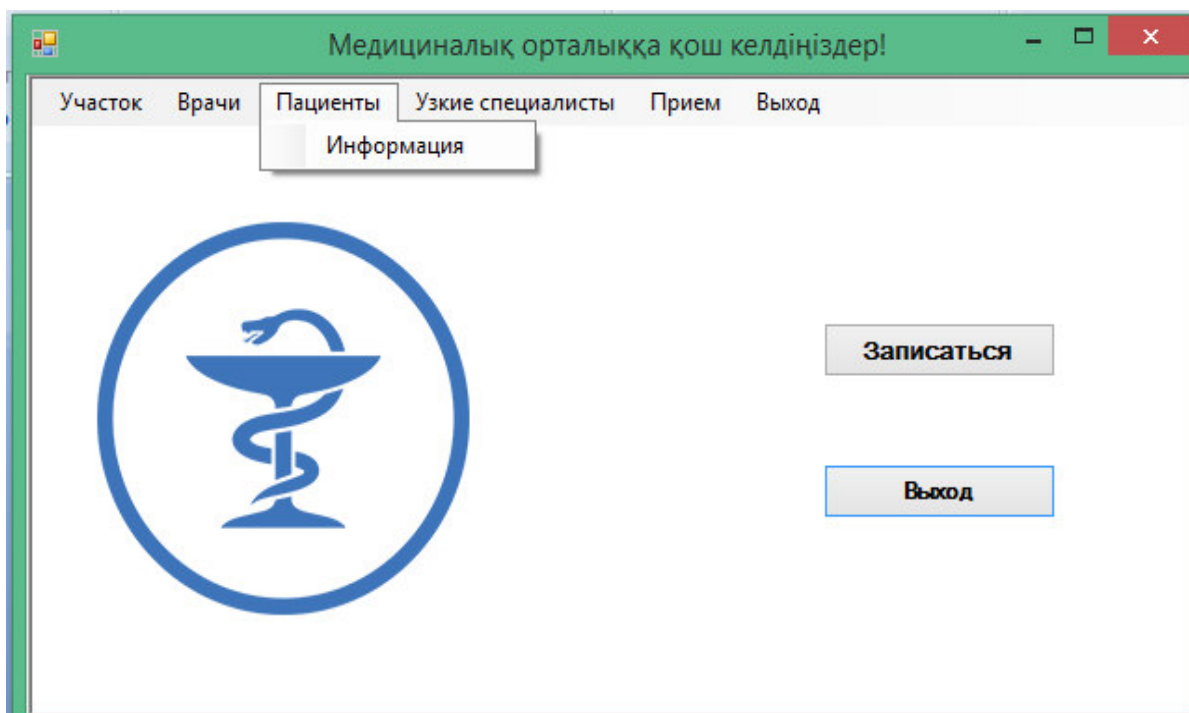 Медициналық орталыққа қош келдіңіздер!
Участок Врачи Пациенты Узкие специалисты Прием Выход
Информация
Записаться
Выход